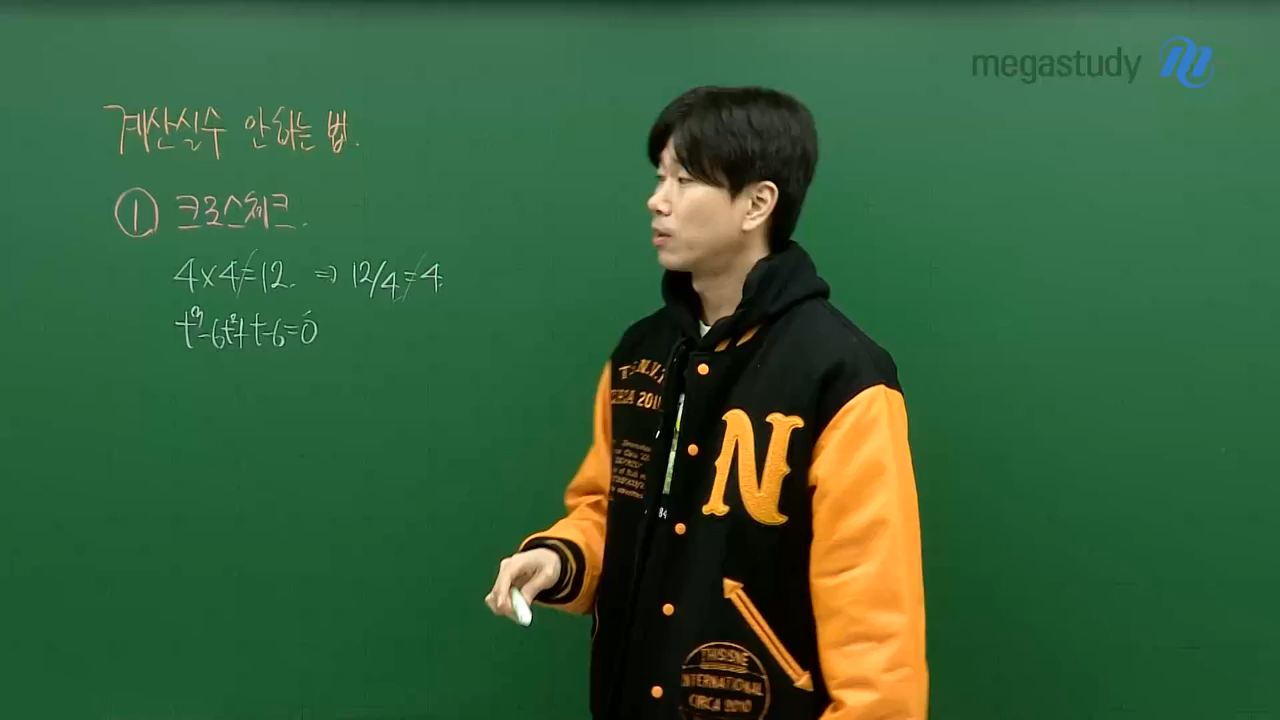 megastudy
계산실수 안하는 법.
① 크로스체크.
4×4=12. ⇒ 12/4=4.
t³-6t²+t-6=0
N
THISISNE
INTERNATIONAL
CIRCA 2010